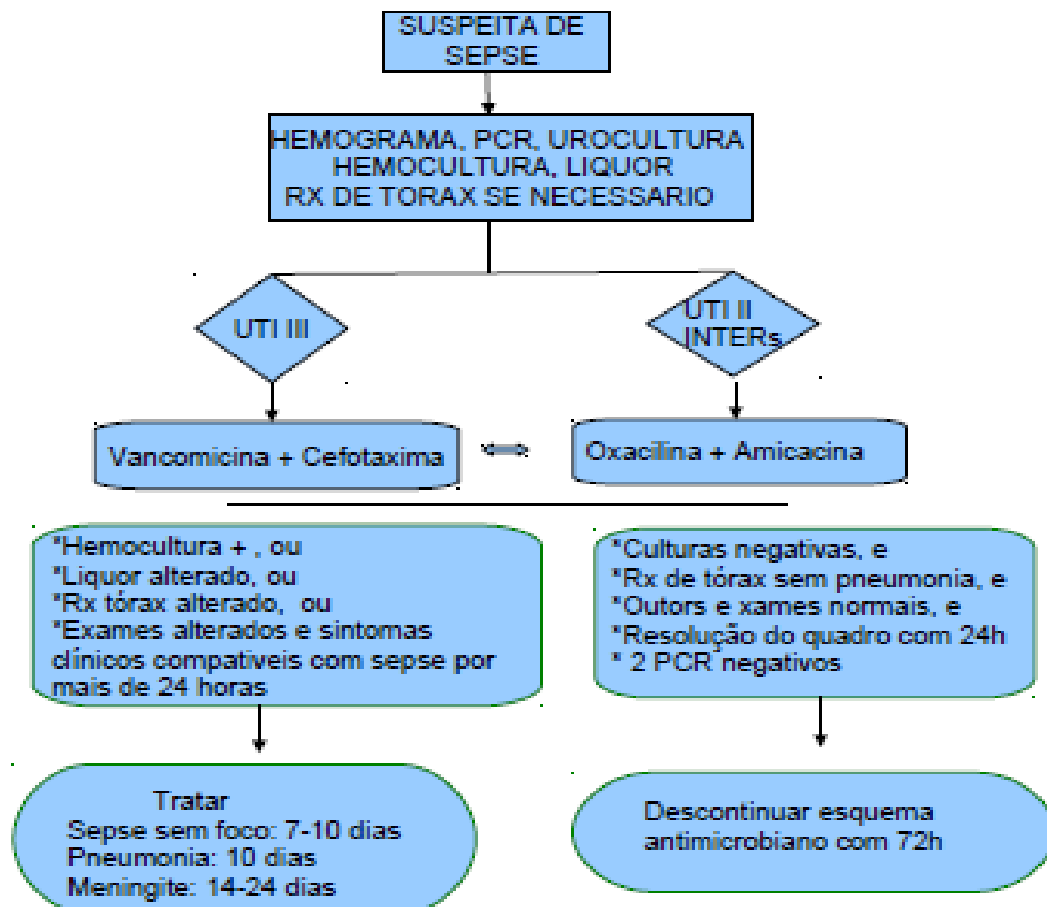 SUSPEITA DE
SEPSE
HEMOGRAMA, PCR, UROCULTURA
HEMOCULTURA, LIQUOR
RX DE TORAX SE NECESSARIO
UTI III
UTI II
INTERs
Vancomicina + Cefotaxima
Oxacilina + Amicacina
*Hemocultura + , ou
*Liquor alterado, ou
*Rx tórax alterado, ou
*Exames alterados e sintomas
clínicos compativeis com sepse por
mais de 24 horas
*Culturas negativas, e
*Rx de tórax sem pneumonia, e
*Outors e xames normais, e
*Resolução do quadro com 24h
* 2 PCR negativos
Tratar
Sepse sem foco: 7-10 dias
Pneumonia: 10 dias
Meningite: 14-24 dias
Descontinuar esquema
antimicrobiano com 72h